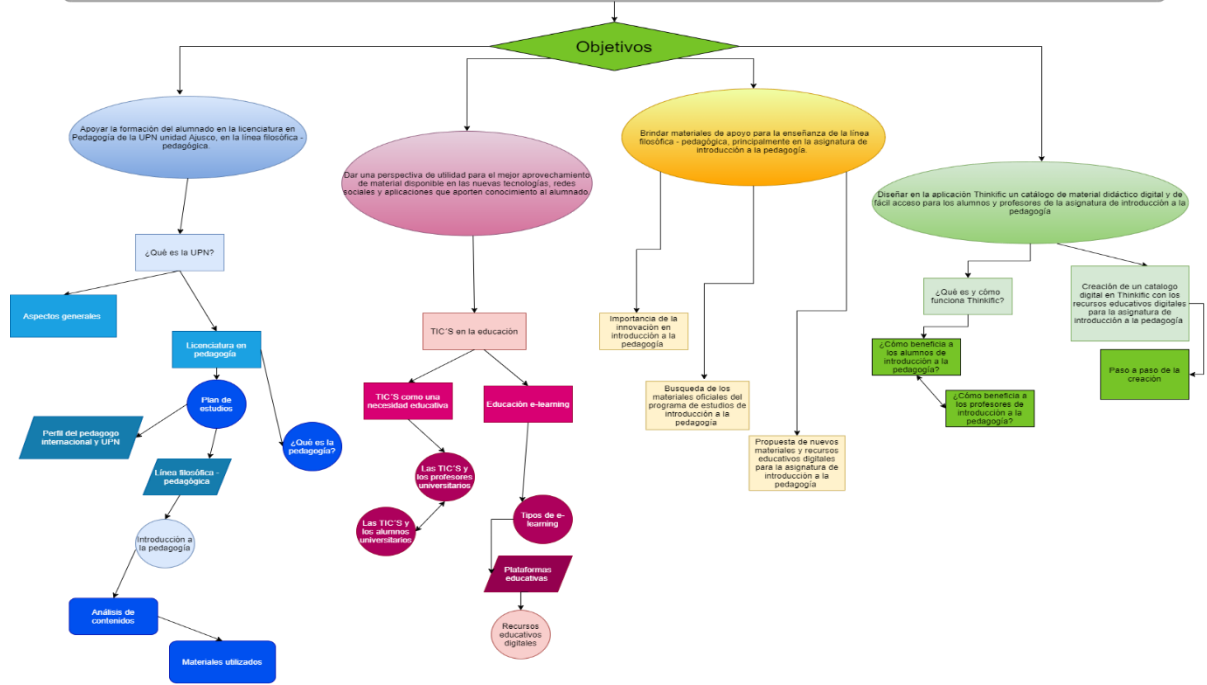 Objetivos
Apoyar la formación del alumnado en la licenciatura en
Pedagogía de la UPN unidad Ajusco, en la línea filosófica -
pedagógica.
¿Qué es la UPN?
Aspectos generales
Licenciatura en
pedagogía
Plan de
estudios
Perfil del pedagogo
internacional y UPN
¿Qué es la
pedagogía?
Línea filosófica -
pedagógica
Introducción a
la pedagogía
Análisis de
contenidos
Materiales utilizados
Dar una perspectiva de utilidad para el mejor aprovechamiento
de material disponible en las nuevas tecnologías, redes
sociales y aplicaciones que aporten conocimiento al alumnado.
TIC´S en la educación
TIC´S como una
necesidad educativa
Educación e-learning
Las TIC´S y
los profesores
universitarios
Las TIC´S y
los alumnos
universitarios
Tipos de e-
learning
Plataformas
educativas
Recursos
educativos
digitales
Brindar materiales de apoyo para la enseñanza de la línea
filosófica - pedagógica, principalmente en la asignatura de
introducción a la pedagogía.
Importancia de la
innovación en
introducción a la
pedagogía
Busqueda de los
materiales oficiales del
programa de estudios de
introducción a la
pedagogía
Propuesta de nuevos
materiales y recursos
educativos digitales
para la asignatura de
introducción a la
pedagogía
Diseñar en la aplicación Thinkific un catálogo de material didáctico digital y de
fácil acceso para los alumnos y profesores de la asignatura de introducción a la
pedagogía
¿Qué es y cómo
funciona Thinkific?
¿Cómo beneficia a
los alumnos de
introducción a la
pedagogía?
¿Cómo beneficia a
los profesores de
introducción a la
pedagogía?
Creación de un catalogo
digital en Thinkific con los
recursos educativos digitales
para la asignatura de
introducción a la pedagogía
Paso a paso de la
creación